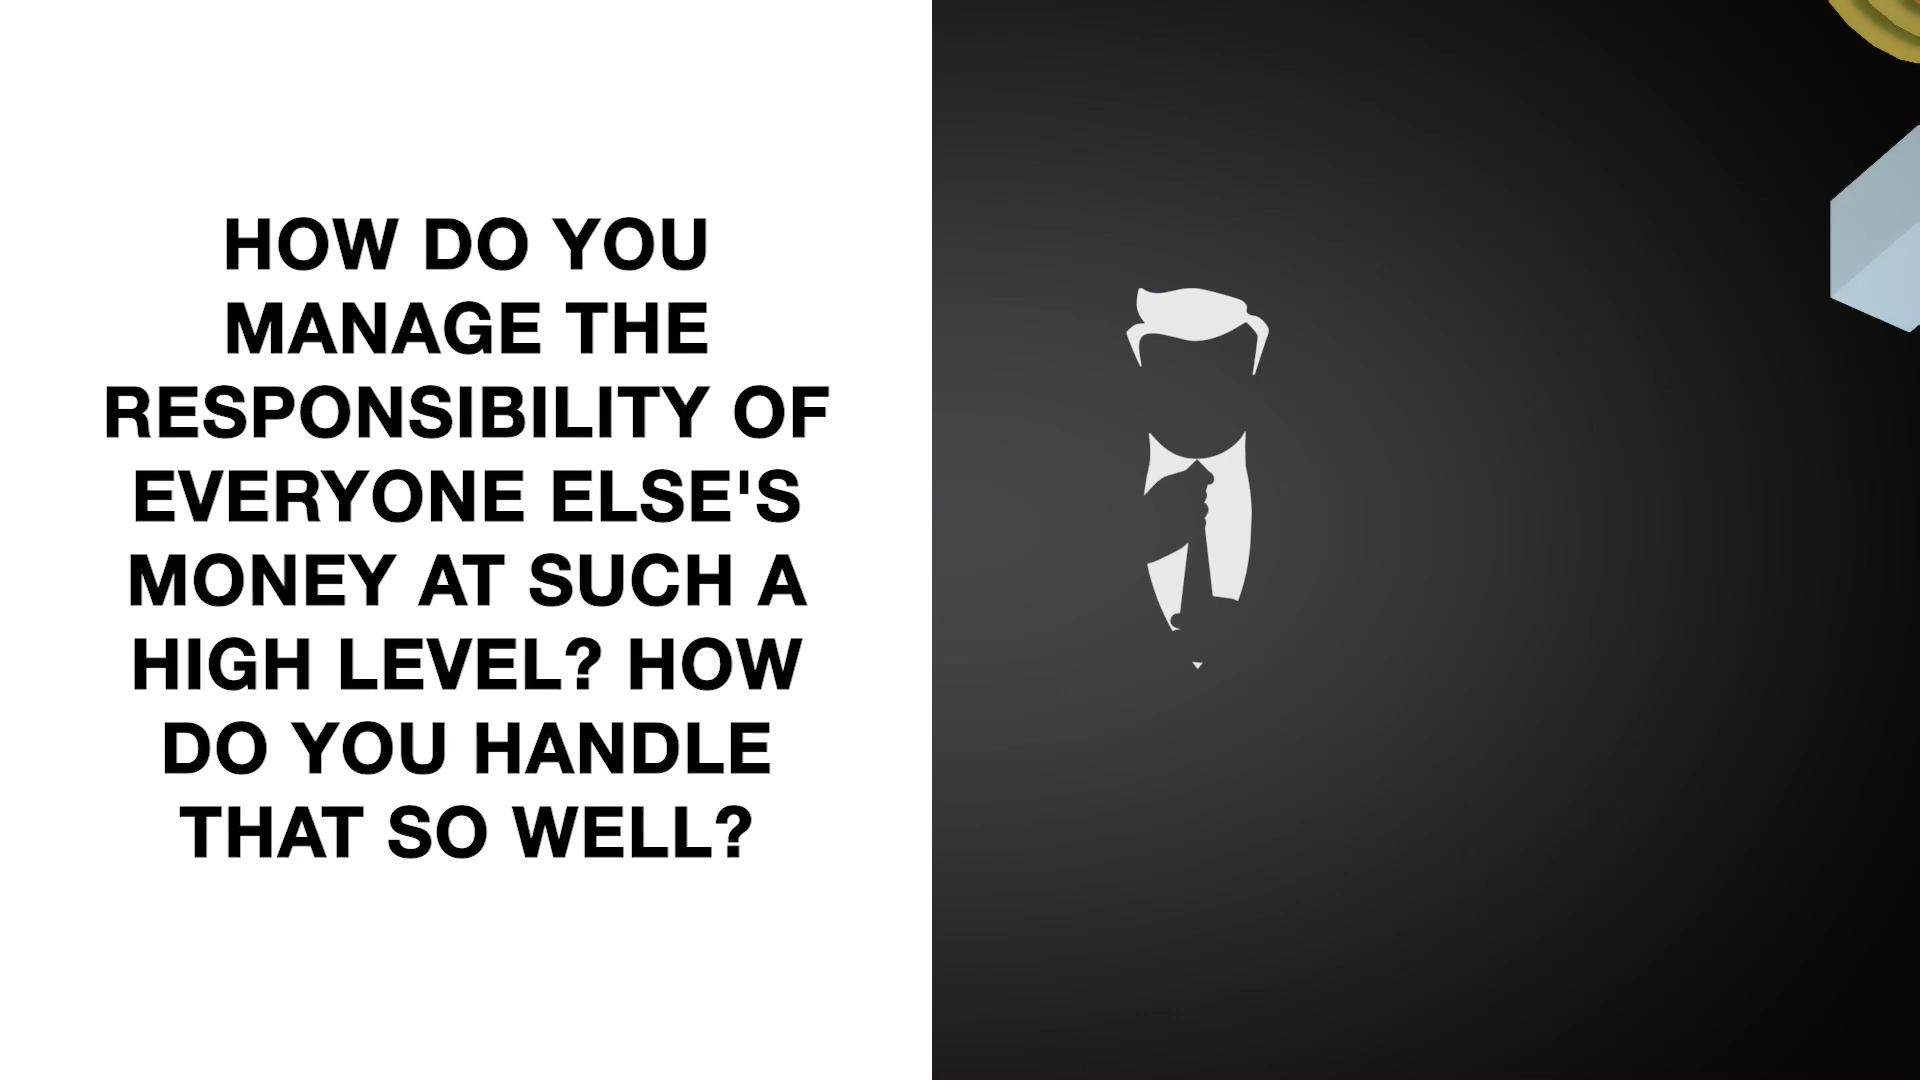 HOW DO YOU
MANAGE THE
RESPONSIBILITY OF
EVERYONE ELSE'S
MONEY AT SUCH A
HIGH LEVEL? HOW
DO YOU HANDLE
THAT SO WELL?